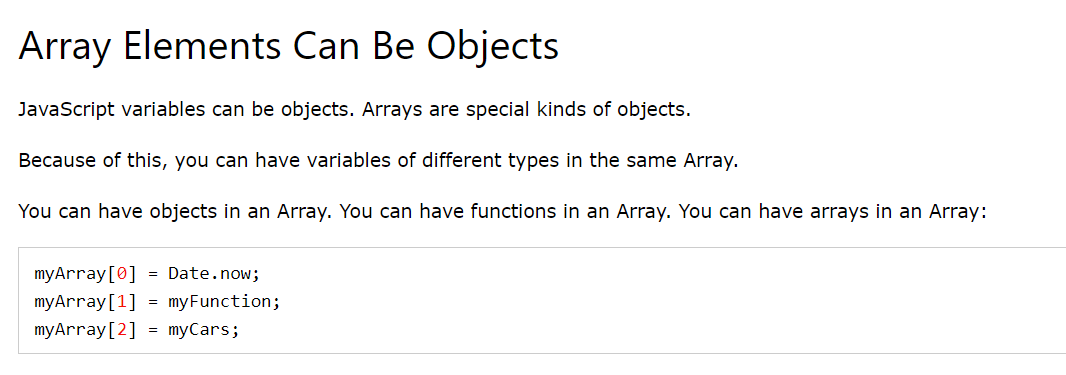 Array Elements Can Be Objects
JavaScript variables can be objects. Arrays are special kinds of objects.
Because of this, you can have variables of different types in the same Array.
You can have objects in an Array. You can have functions in an Array. You can have arrays in an Array:
myArray[0] = Date.now;
myArray[1] = myFunction;
myArray[2] = myCars;